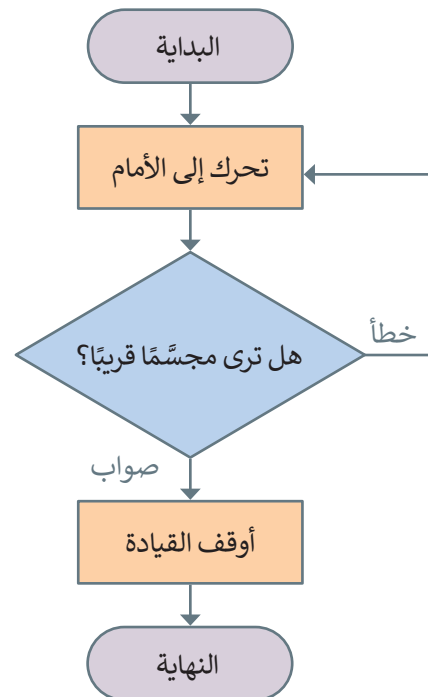 البداية
تحرك إلى الأمام
هل ترى مجسَّمًا قريبًا؟
خطأ
صواب
أوقف القيادة
النهاية